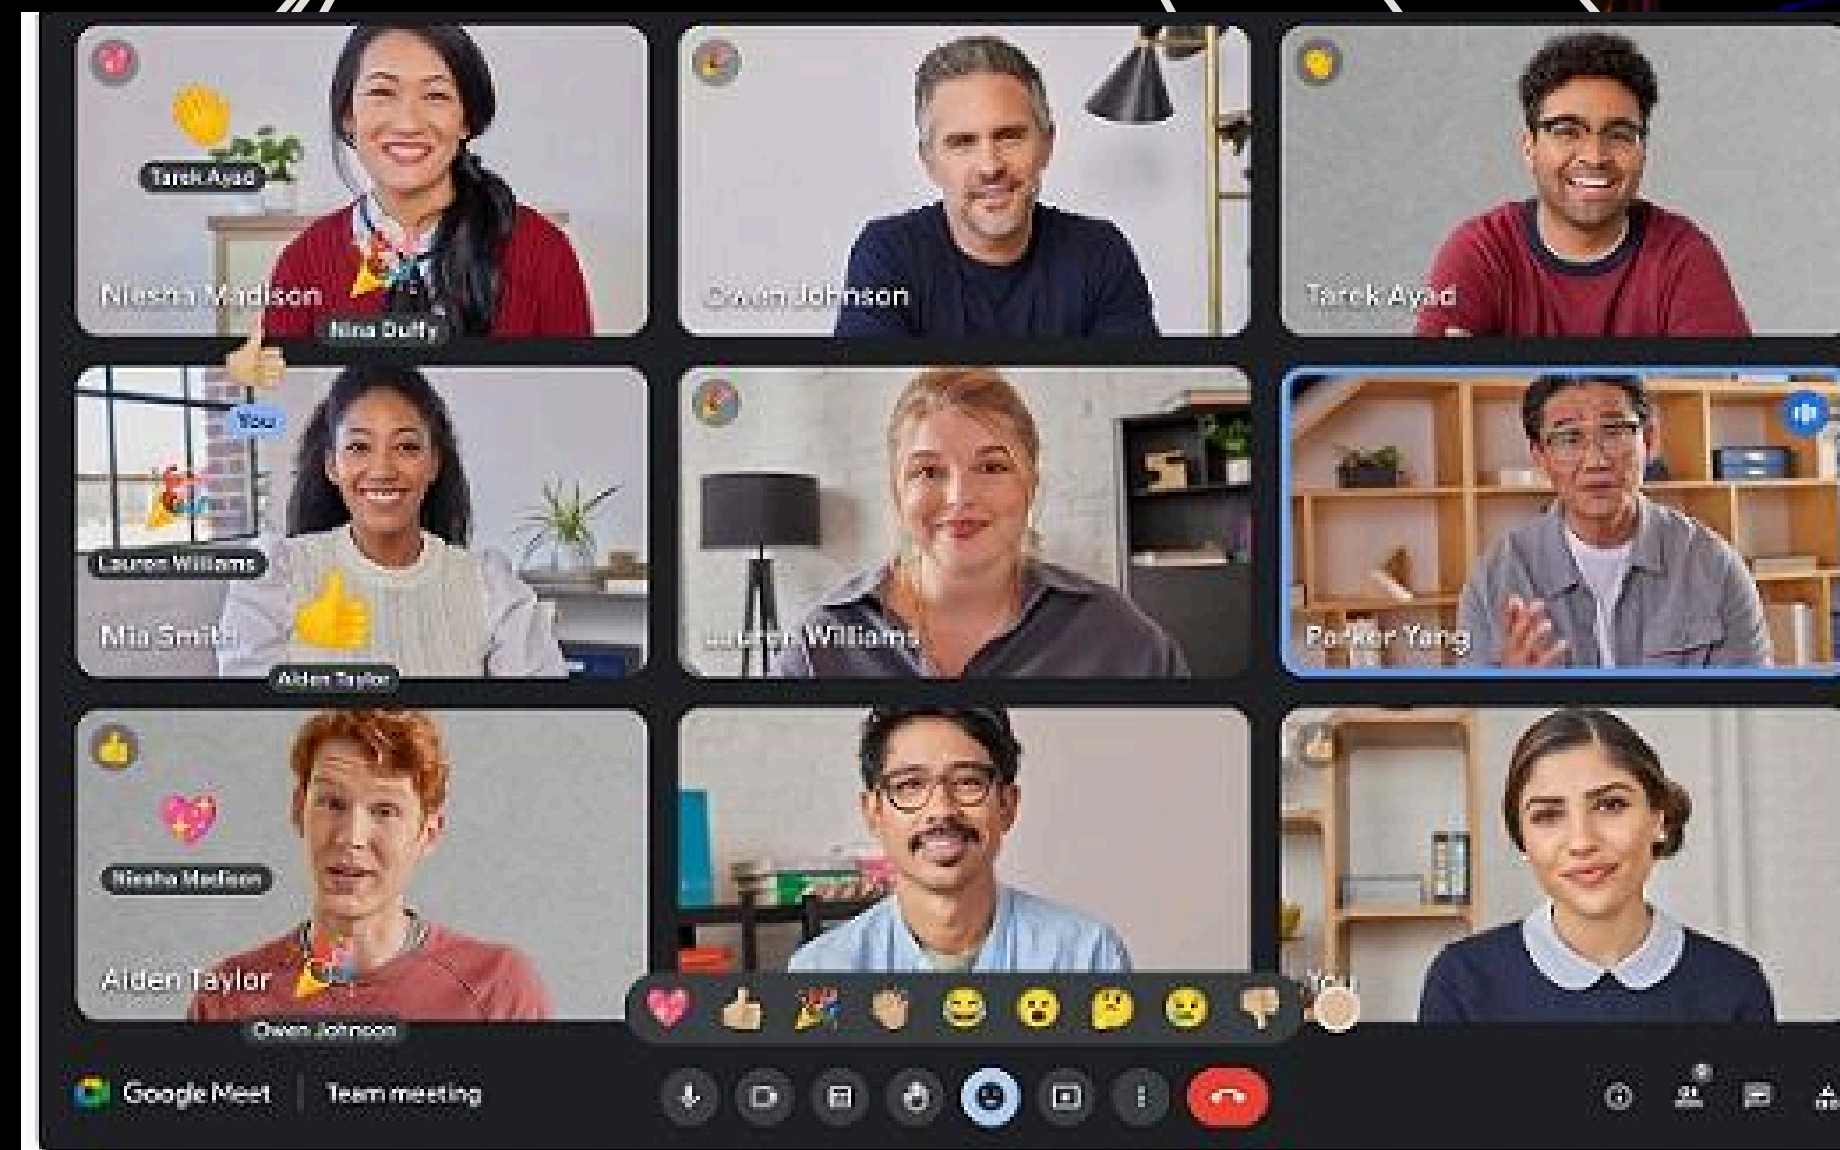 Tarek Ayad
Niesha Madison
Nina Duffy
Owen Johnson
Tarek Ayad
You
Lauren Williams
Mia Smith
Aiden Taylor
Lauren Williams
Parker Yang
Niesha Madison
Aiden Taylor
Owen Johnson
You
Google Meet
Team meeting